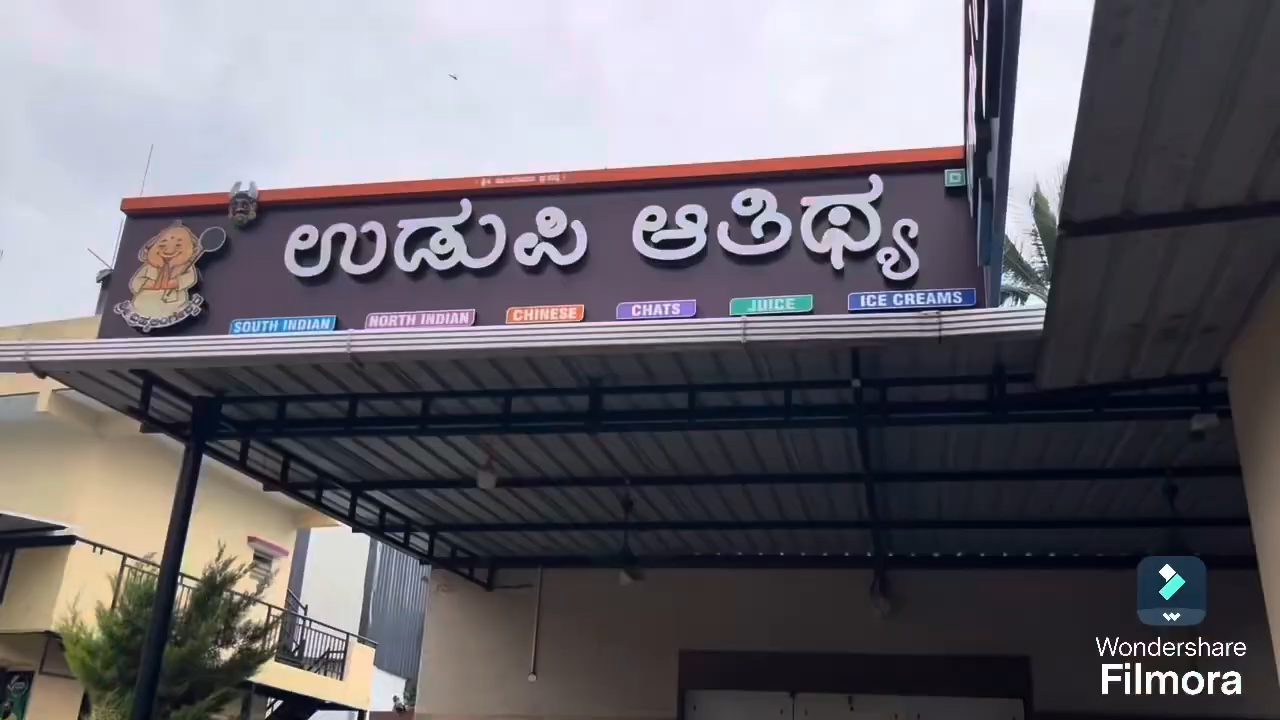 ಉಡುಪಿ ಆತಿಥ್ಯ
SOUTH INDIAN NORTH INDIAN CHINESE CHATS JUICE ICE CREAMS
Wondershare
Filmora